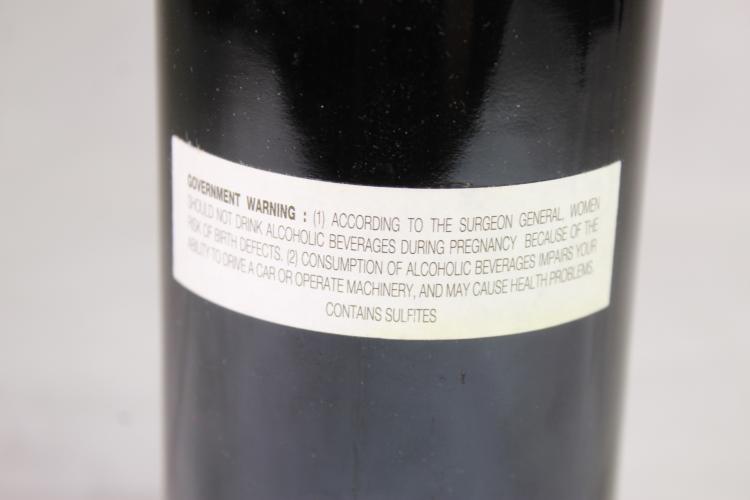 GOVERNMENT WARNING : (1) ACCORDING TO THE SURGEON GENERAL, WOMEN
SHOULD NOT DRINK ALCOHOLIC BEVERAGES DURING PREGNANCY BECAUSE OF THE
RISK OF BIRTH DEFECTS. (2) CONSUMPTION OF ALCOHOLIC BEVERAGES IMPAIRS YOUR
ABILITY TO DRIVE A CAR OR OPERATE MACHINERY, AND MAY CAUSE HEALTH PROBLEMS.
CONTAINS SULFITES